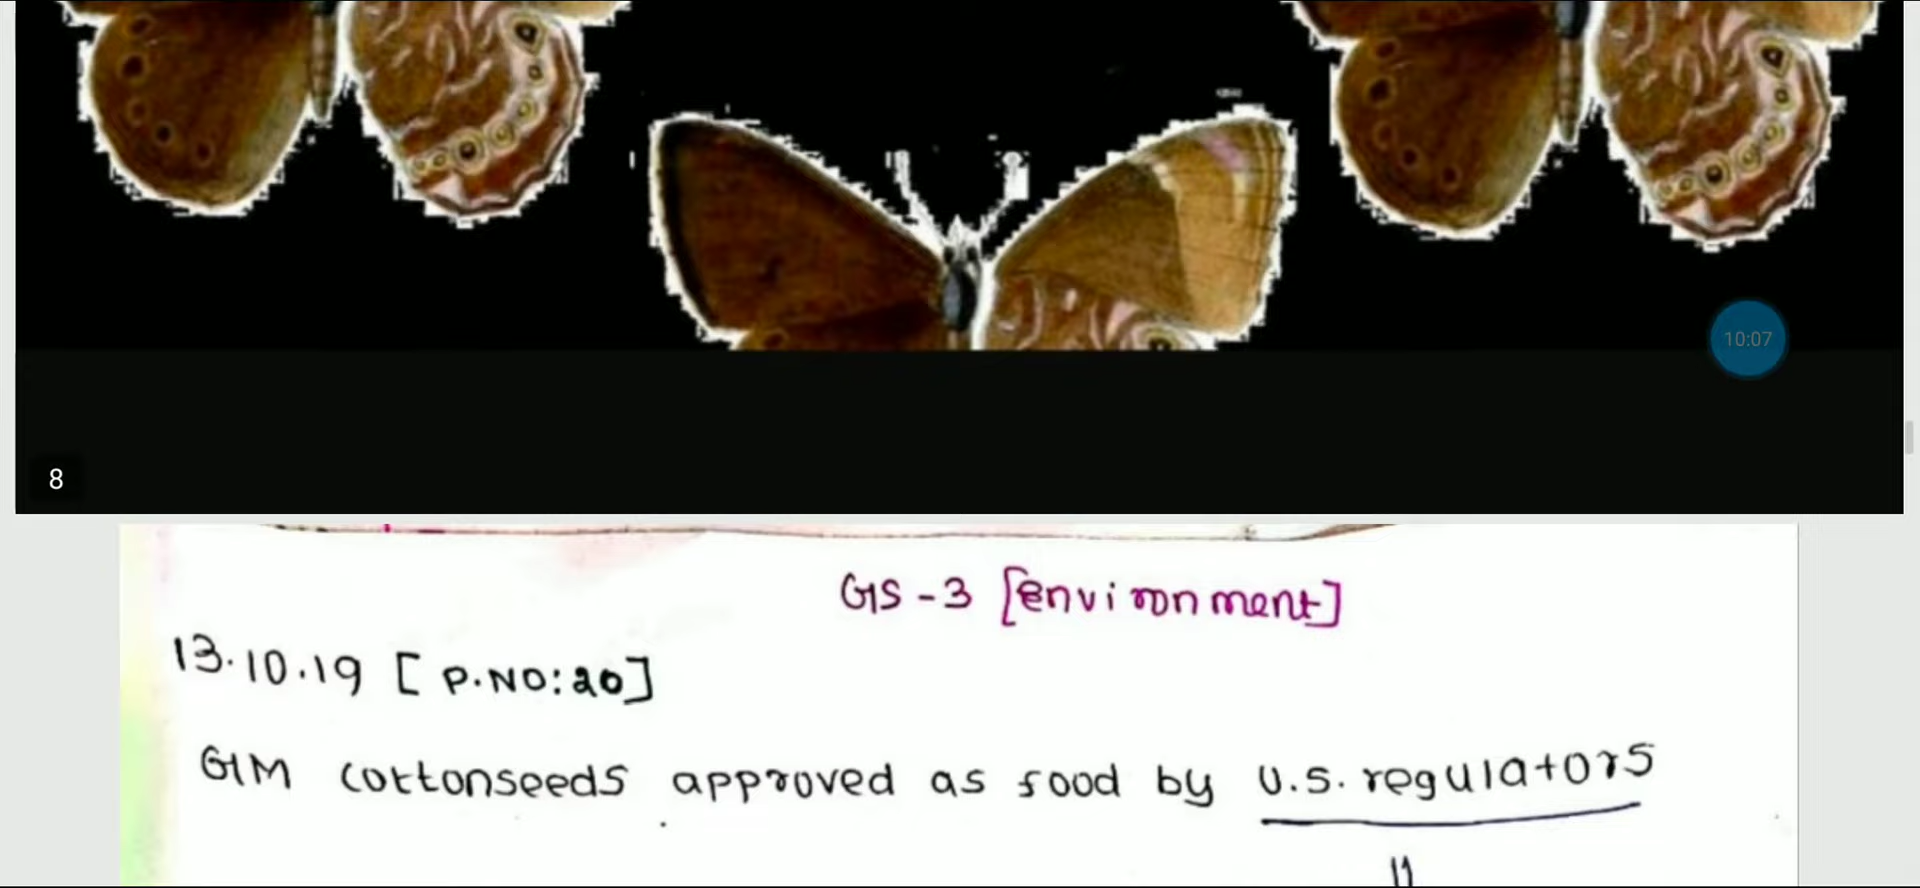 10:07
8
GS-3 [environment]
13.10.19 [P.NO:20]
GM cottonseeds approved as food by U.S. regulators